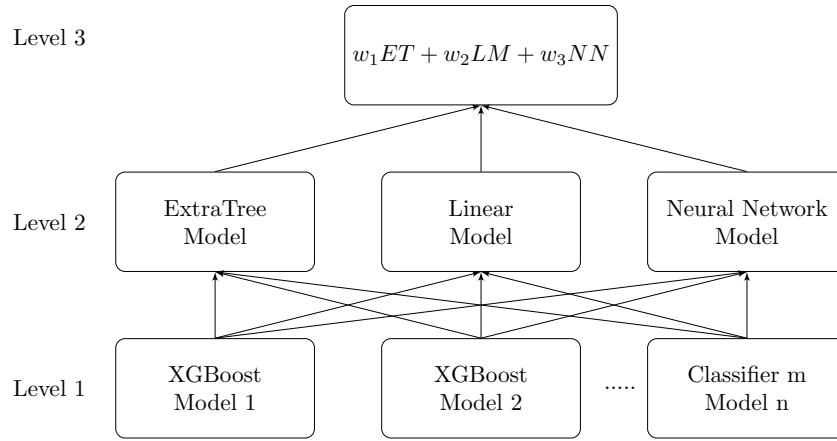 Level 3
w₁ET + w₂LM + w₃NN
Level 2
ExtraTree
Model
Linear
Model
Neural Network
Model
Level 1
XGBoost
Model 1
XGBoost
Model 2
.....
Classifier m
Model n